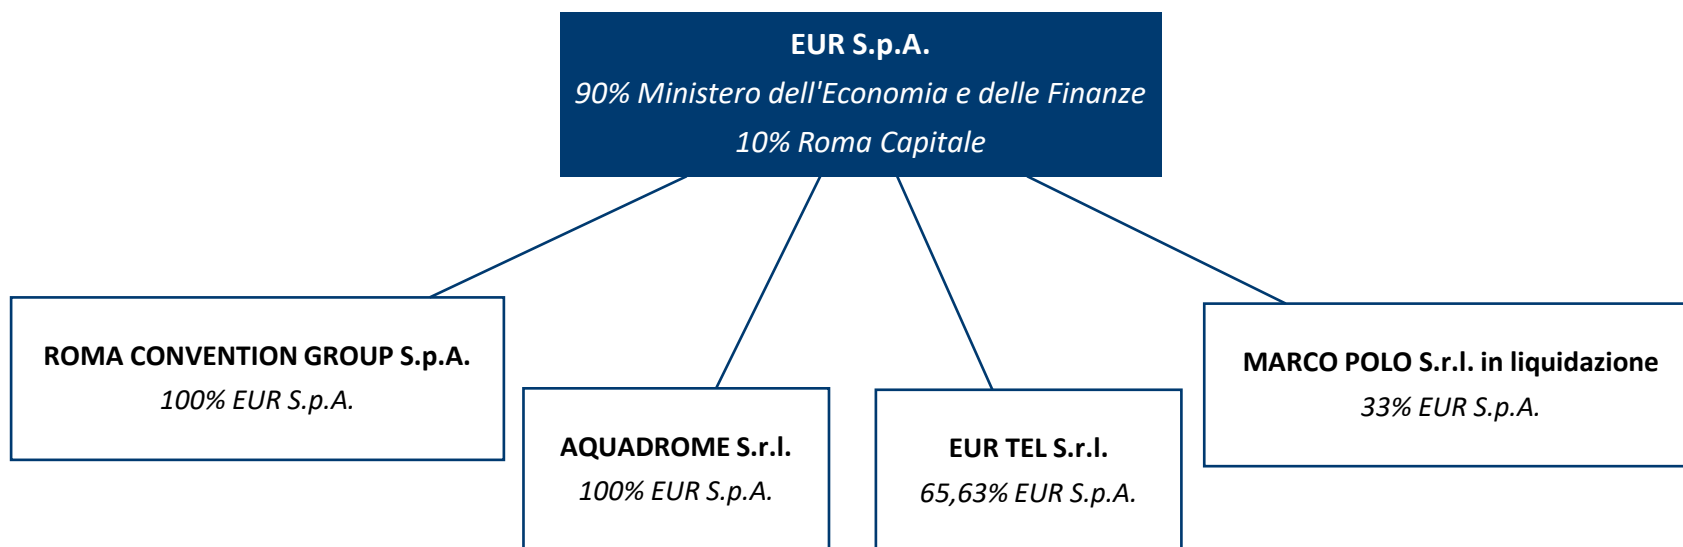 EUR S.p.A.
90% Ministero dell'Economia e delle Finanze
10% Roma Capitale
ROMA CONVENTION GROUP S.p.A.
100% EUR S.p.A.
AQUADROME S.r.l.
100% EUR S.p.A.
EUR TEL S.r.l.
65,63% EUR S.p.A.
MARCO POLO S.r.l. in liquidazione
33% EUR S.p.A.